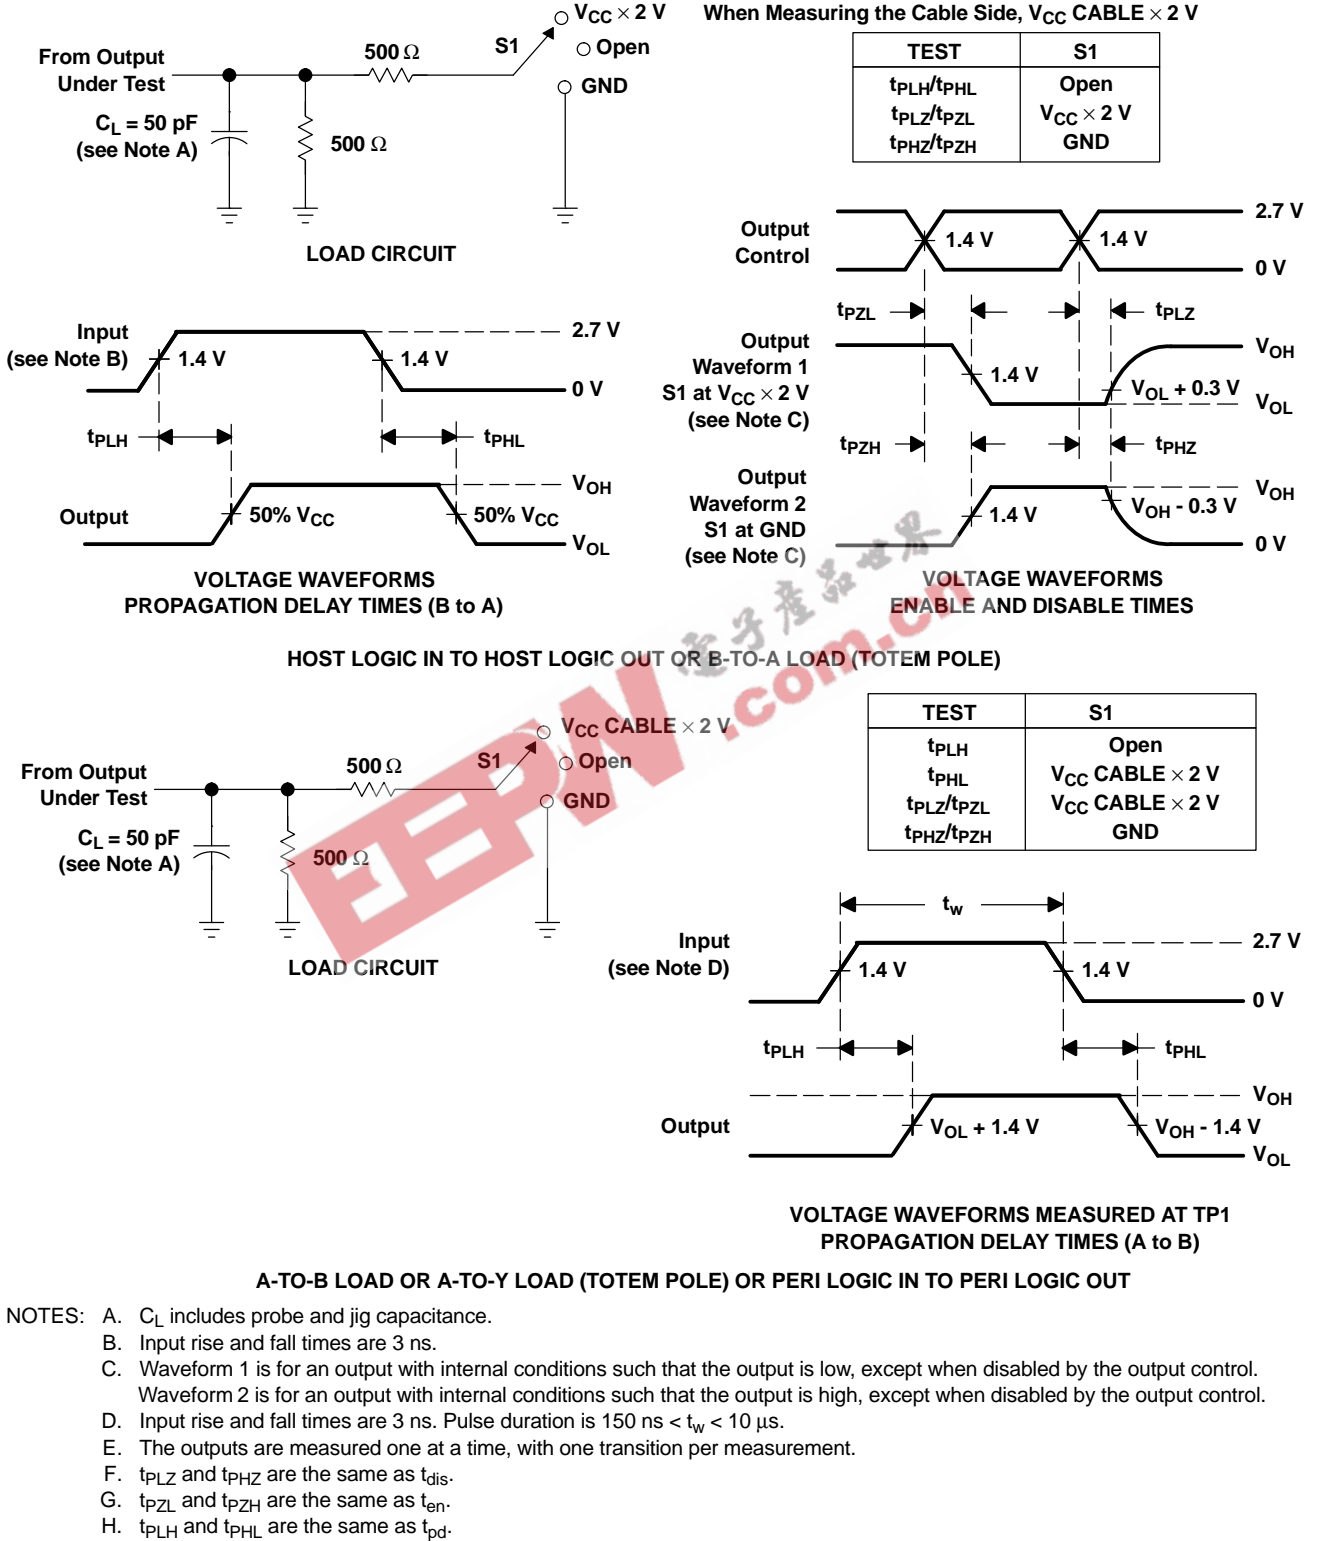 When Measuring the Cable Side, VCC CABLE × 2 V
VCC × 2 V
Open
GND
S1
500 Ω
From Output
Under Test
CL = 50 pF
(see Note A)
500 Ω
LOAD CIRCUIT
TEST S1
tPLH/tPHL Open
tPLZ/tPZL VCC × 2 V
tPHZ/tPZH GND
Input
(see Note B)
1.4 V
1.4 V
2.7 V
0 V
tPLH
tPHL
Output
50% VCC
50% VCC
VOH
VOL
VOLTAGE WAVEFORMS
PROPAGATION DELAY TIMES (B to A)
Output
Control
1.4 V
1.4 V
2.7 V
0 V
tPZL
tPLZ
Output
Waveform 1
S1 at VCC × 2 V
(see Note C)
1.4 V
VOH
VOL + 0.3 V
VOL
tPZH
tPHZ
Output
Waveform 2
S1 at GND
(see Note C)
1.4 V
VOH
VOH - 0.3 V
0 V
VOLTAGE WAVEFORMS
ENABLE AND DISABLE TIMES
電子產品世界
EEPW
.com.cn
HOST LOGIC IN TO HOST LOGIC OUT OR B-TO-A LOAD (TOTEM POLE)
VCC CABLE × 2 V
Open
GND
S1
500 Ω
From Output
Under Test
CL = 50 pF
(see Note A)
500 Ω
LOAD CIRCUIT
TEST S1
tPLH Open
tPHL VCC CABLE × 2 V
tPLZ/tPZL VCC CABLE × 2 V
tPHZ/tPZH GND
tw
Input
(see Note D)
1.4 V
1.4 V
2.7 V
0 V
tPLH
tPHL
Output
VOL + 1.4 V
VOH - 1.4 V
VOH
VOL
VOLTAGE WAVEFORMS MEASURED AT TP1
PROPAGATION DELAY TIMES (A to B)
A-TO-B LOAD OR A-TO-Y LOAD (TOTEM POLE) OR PERI LOGIC IN TO PERI LOGIC OUT
NOTES: A. CL includes probe and jig capacitance.
B. Input rise and fall times are 3 ns.
C. Waveform 1 is for an output with internal conditions such that the output is low, except when disabled by the output control.
Waveform 2 is for an output with internal conditions such that the output is high, except when disabled by the output control.
D. Input rise and fall times are 3 ns. Pulse duration is 150 ns < tw < 10 μs.
E. The outputs are measured one at a time, with one transition per measurement.
F. tPLZ and tPHZ are the same as tdis.
G. tPZL and tPZH are the same as ten.
H. tPLH and tPHL are the same as tpd.